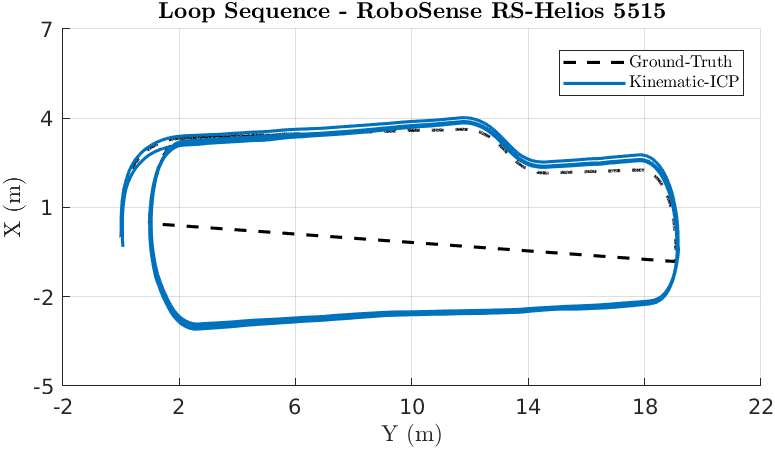 Loop Sequence - RoboSense RS-Helios 5515
7
Ground-Truth
Kinematic-ICP
4
1
-2
-5
X (m)
-2 2 6 10 14 18 22
Y (m)